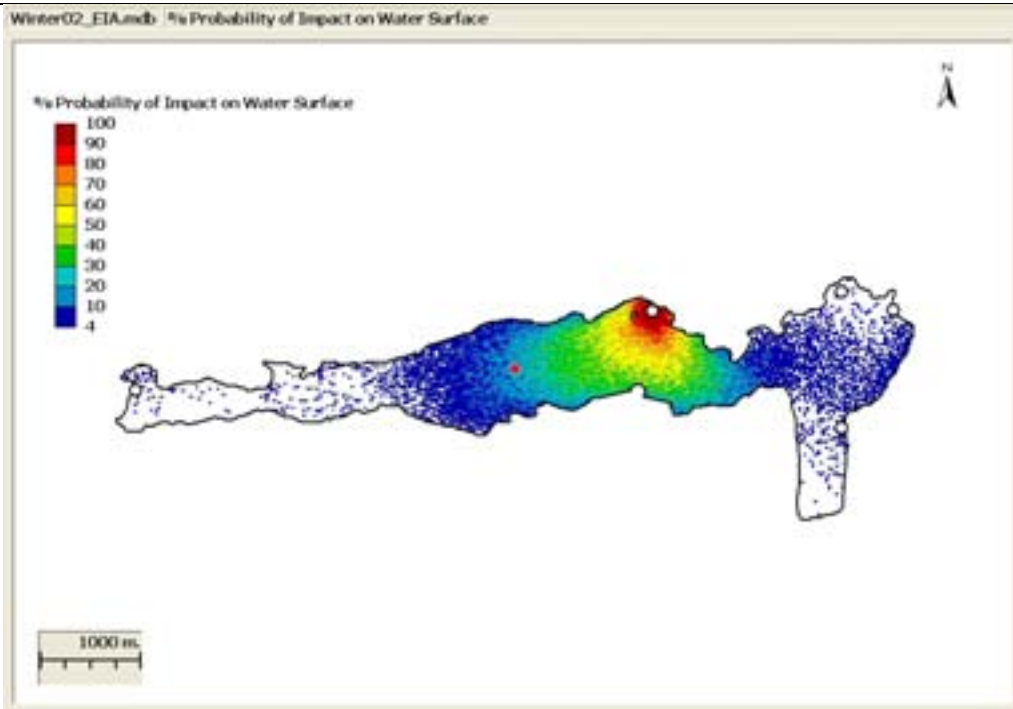 Winter02_EIA.mdb % Probability of Impact on Water Surface
N
% Probability of Impact on Water Surface
100
90
80
70
60
50
40
30
20
10
4
1000 m.